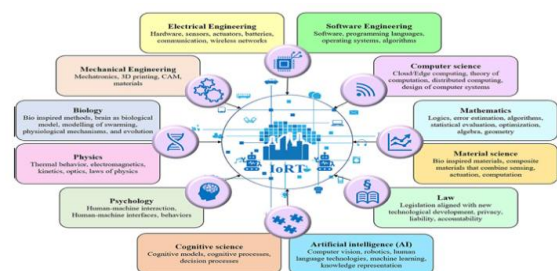 Electrical Engineering
Hardware, sensors, actuators, batteries,
communication, wireless networks
Software Engineering
Software, programming languages,
operating systems, algorithms
Mechanical Engineering
Mechatronics, 3D printing, CAM,
materials
Computer science
Cloud/Edge computing, theory of
computation, distributed computing,
design of computer systems
Biology
Bio inspired methods, brain as biological
model, modelling of swarming,
physiological mechanisms, and evolution
Mathematics
Logics, error estimation, algorithms,
statistical evaluation, optimization,
algebra, geometry
Physics
Thermal behavior, electromagnetics,
kinetics, optics, laws of physics
Material science
Bio inspired materials, composite
materials that combine sensing,
actuation, computation
IoRT
Psychology
Human-machine interaction,
Human-machine interfaces, behaviors
§
Law
Legislation aligned with new
technological development, privacy,
liability, accountability
Cognitive science
Cognitive models, cognitive processes,
decision processes
Artificial intelligence (AI)
Computer vision, robotics, human
language technologies, machine learning,
knowledge representation